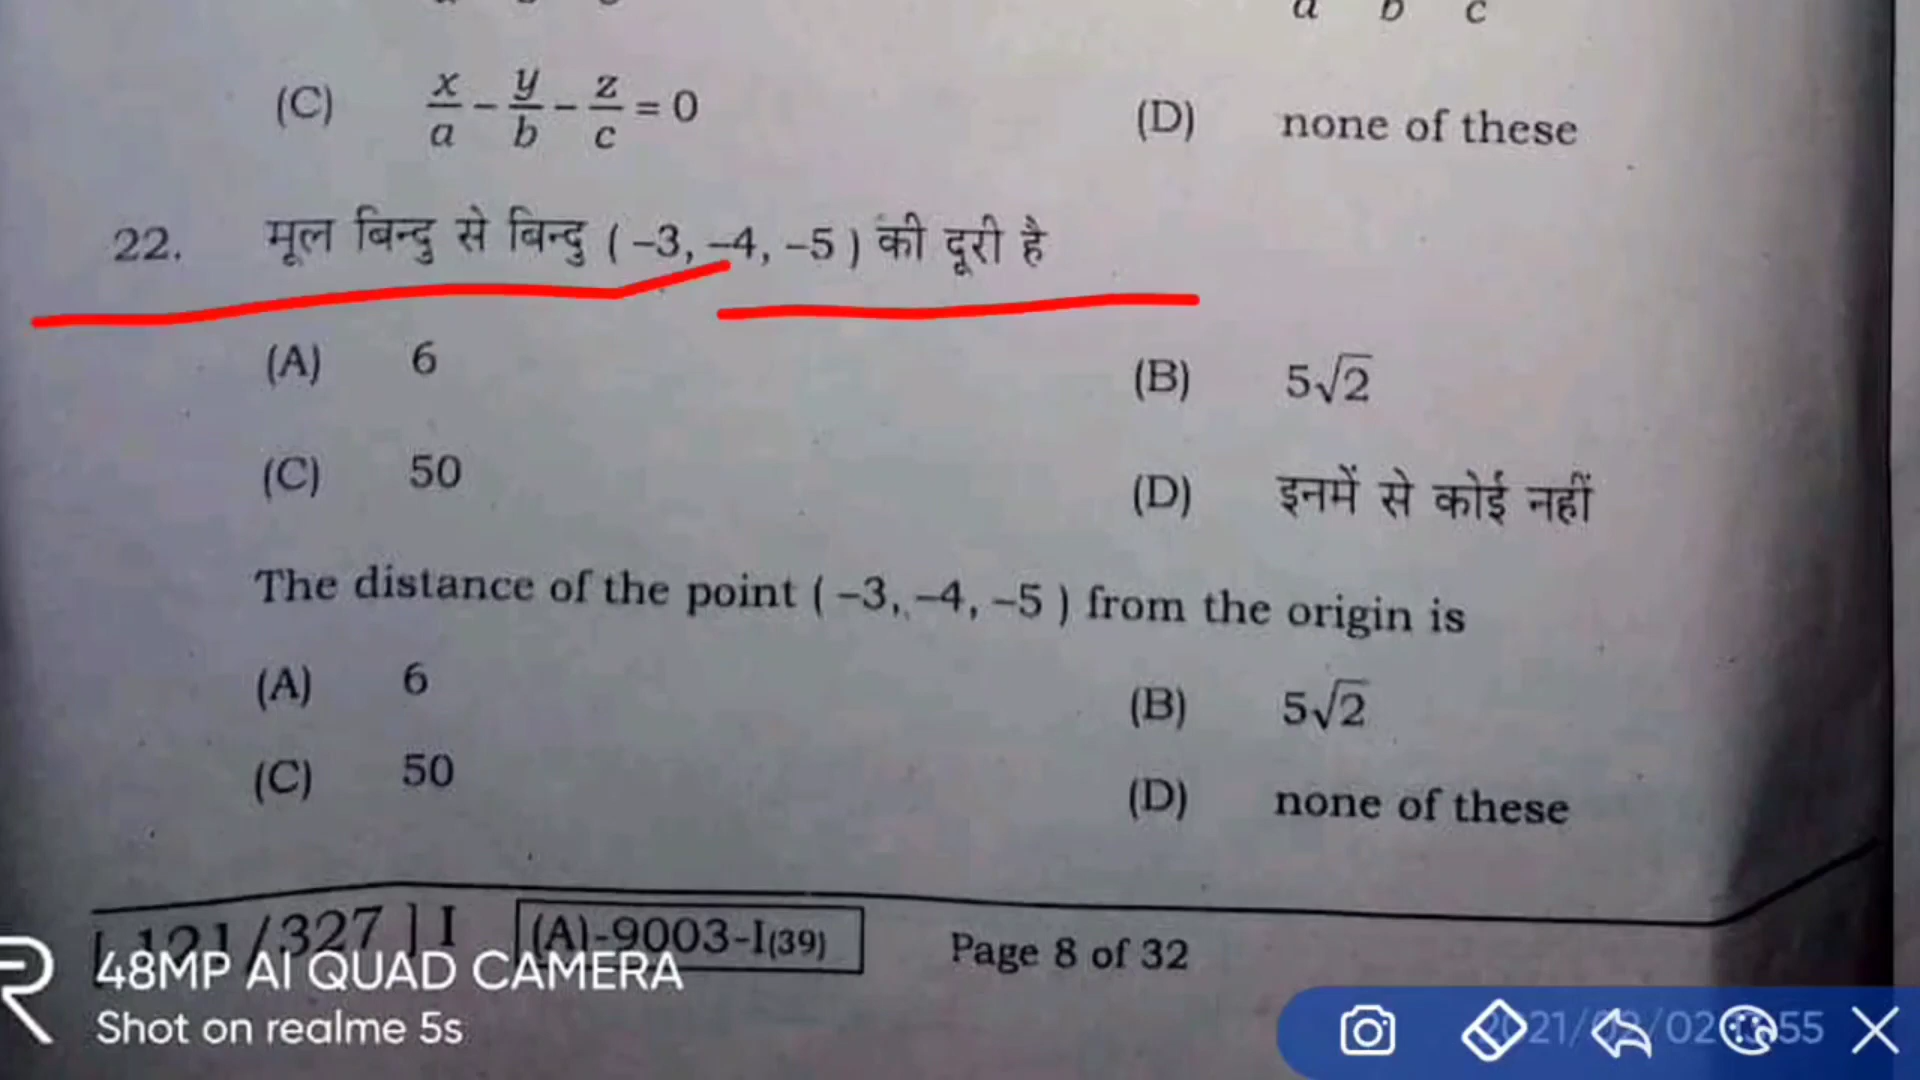 a b c
(C) x/a - y/b - z/c = 0 (D) none of these
22. मूल बिन्दु से बिन्दु ( -3, -4, -5 ) की दूरी है
(A) 6 (B) 5√2
(C) 50 (D) इनमें से कोई नहीं
The distance of the point ( -3, -4, -5 ) from the origin is
(A) 6 (B) 5√2
(C) 50 (D) none of these
[ 121/327 ] I (A)-9003-I(39) Page 8 of 32
48MP AI QUAD CAMERA
Shot on realme 5s